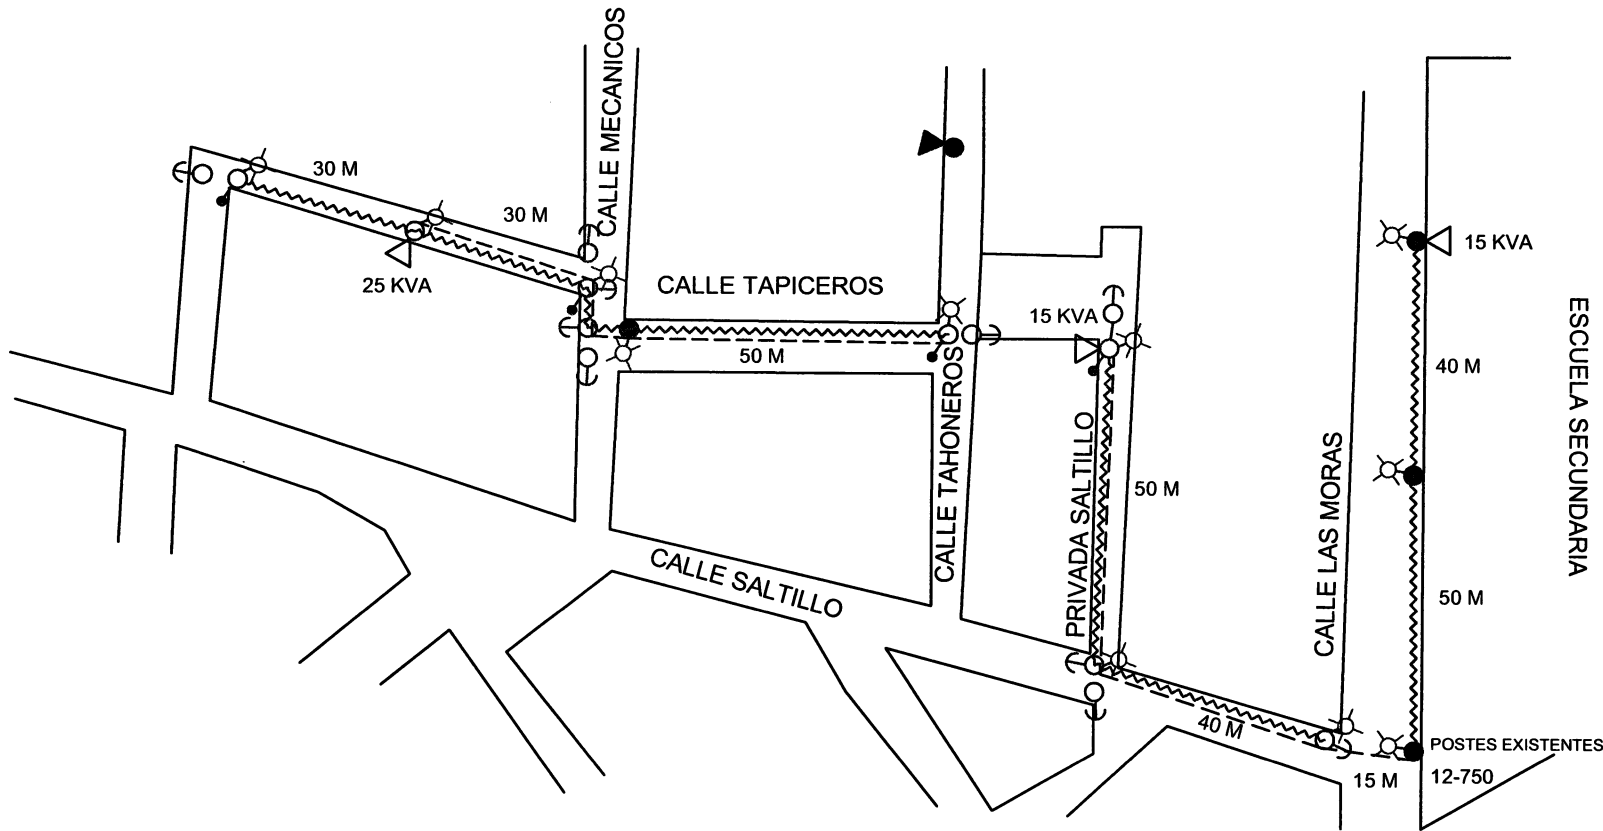 CALLE MECANICOS
30 M
30 M
25 KVA
CALLE TAPICEROS
50 M
15 KVA
15 KVA
40 M
ESCUELA SECUNDARIA
CALLE TAHONEROS
PRIVADA SALTILLO
50 M
CALLE LAS MORAS
50 M
CALLE SALTILLO
40 M
POSTES EXISTENTES
15 M
12-750